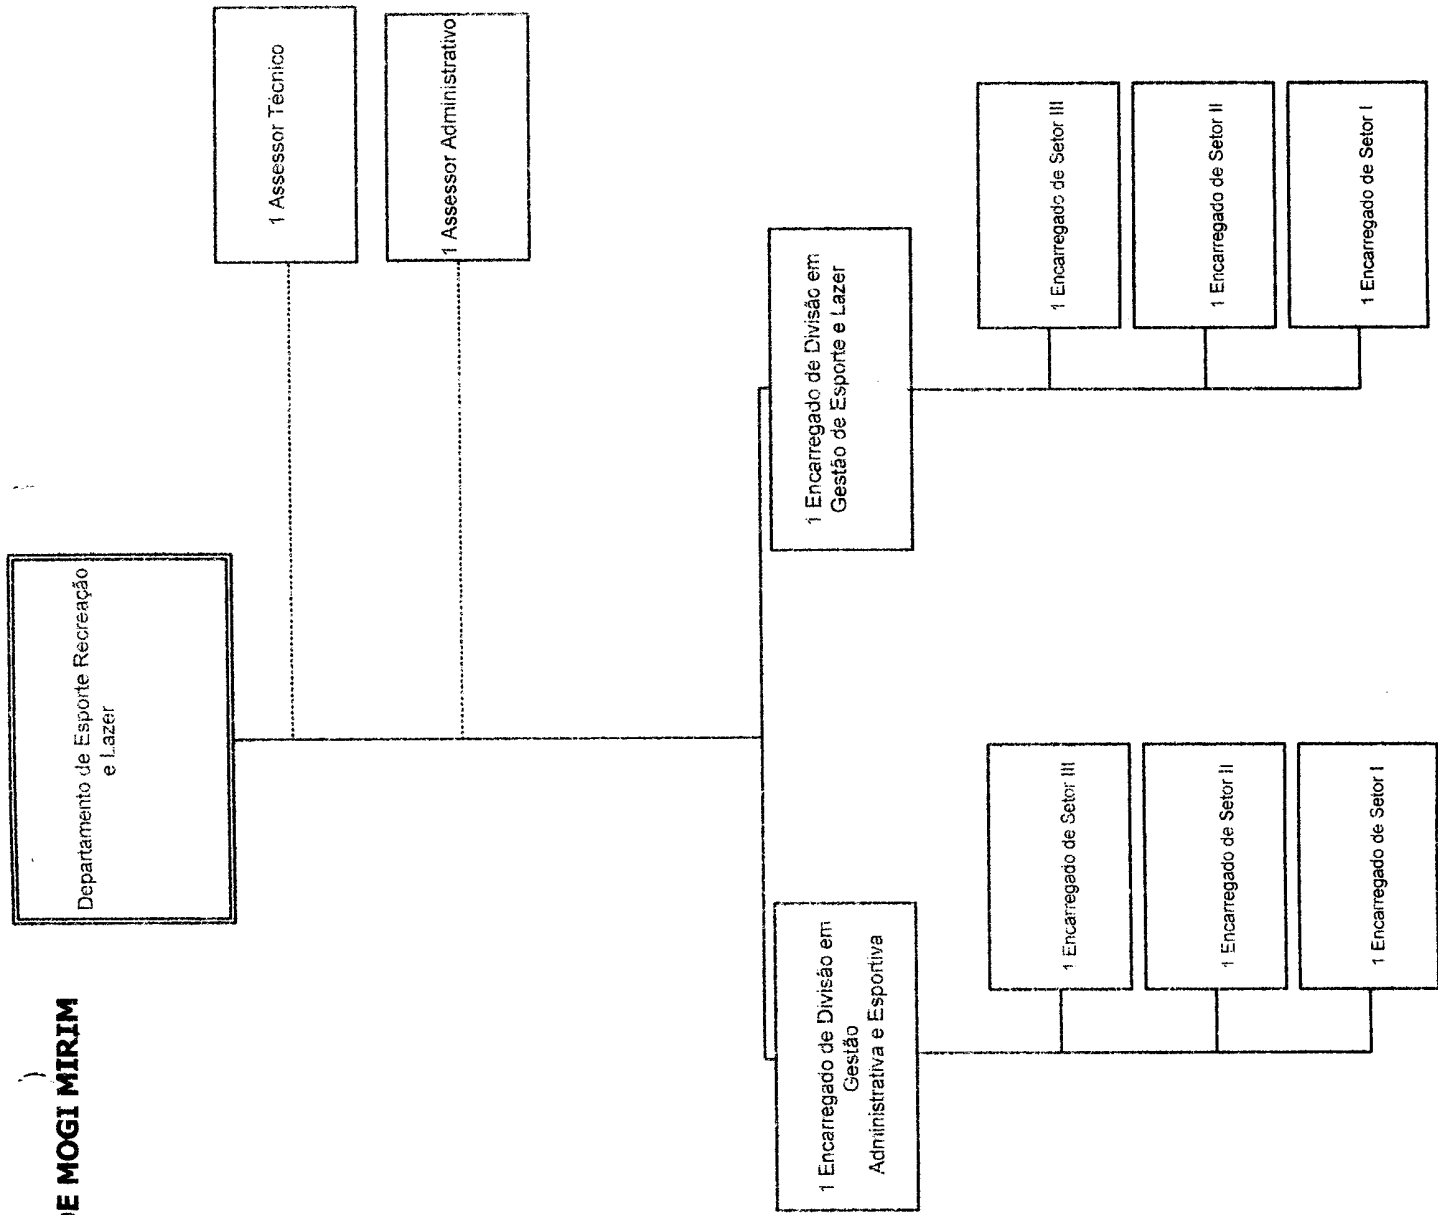 DE MOGI MIRIM
Departamento de Esporte Recreação
e Lazer
1 Assessor Técnico
1 Assessor Administrativo
1 Encarregado de Divisão em
Gestão
Administrativa e Esportiva
1 Encarregado de Divisão em
Gestão de Esporte e Lazer
1 Encarregado de Setor III
1 Encarregado de Setor II
1 Encarregado de Setor I
1 Encarregado de Setor III
1 Encarregado de Setor II
1 Encarregado de Setor I